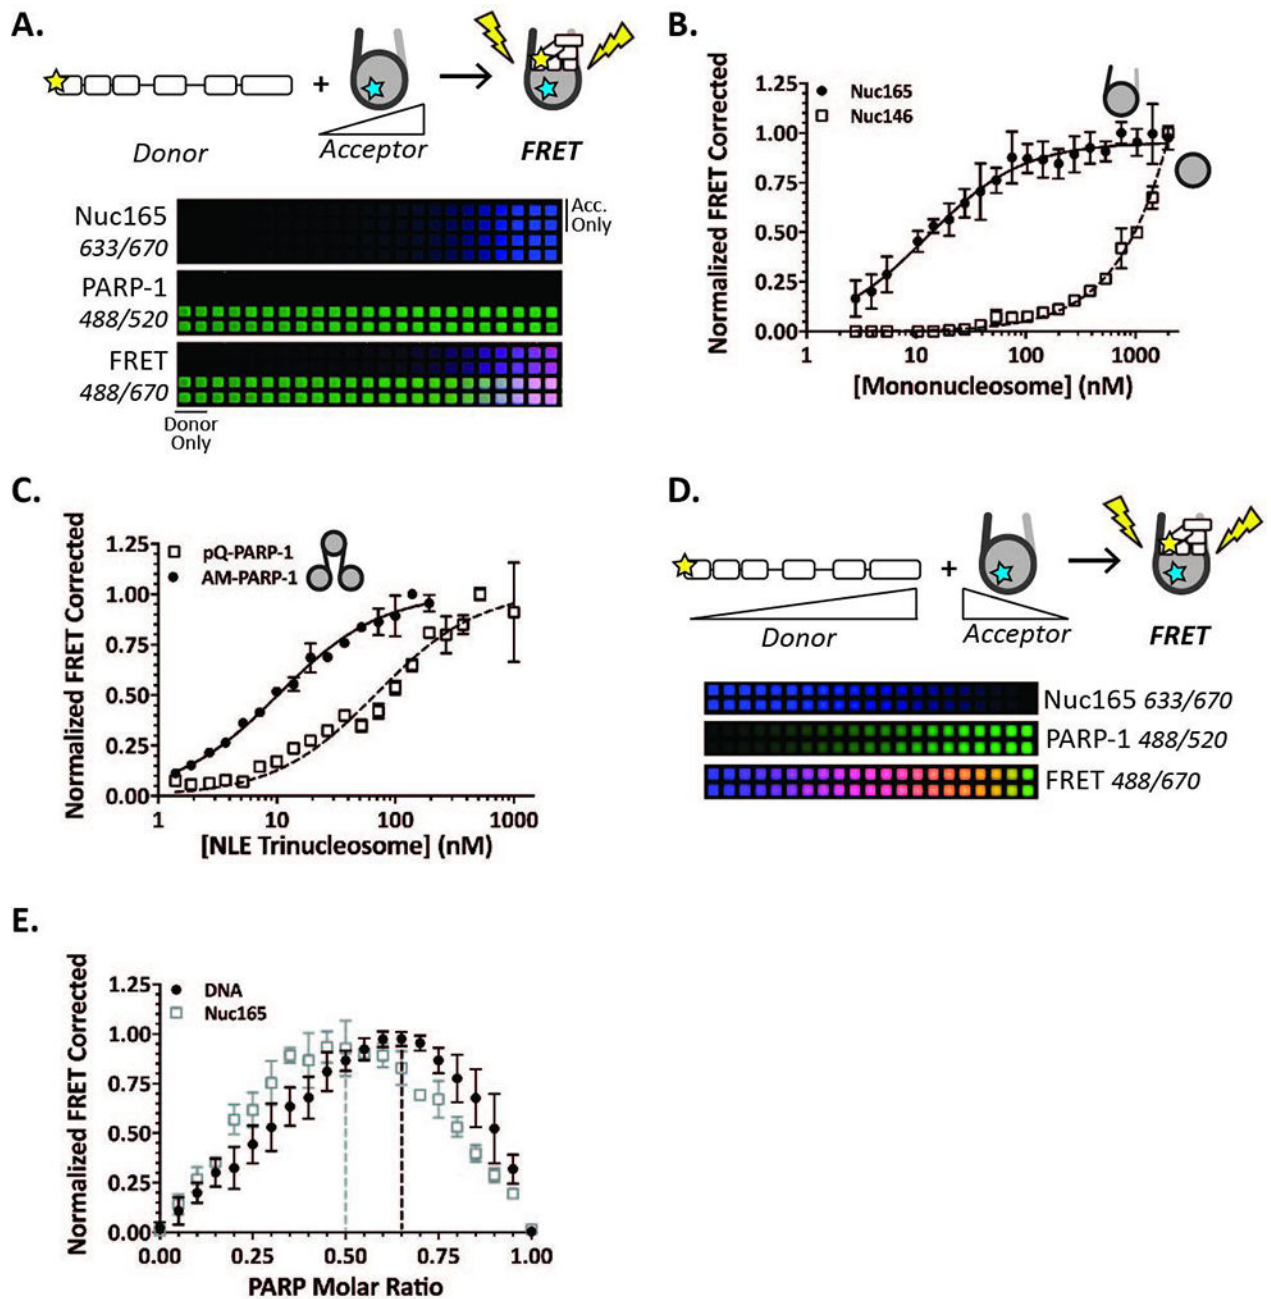 A.
+
Donor
Acceptor
FRET
Nuc165
633/670
Acc.
Only
PARP-1
488/520
FRET
488/670
Donor
Only
B.
Normalized FRET Corrected
1.25
1.00
0.75
0.50
0.25
0.00
Nuc165
Nuc146
1 10 100 1000
[Mononucleosome] (nM)
C.
Normalized FRET Corrected
1.25
1.00
0.75
0.50
0.25
0.00
pQ-PARP-1
AM-PARP-1
1 10 100 1000
[NLE Trinucleosome] (nM)
D.
+
Donor
Acceptor
FRET
Nuc165 633/670
PARP-1 488/520
FRET 488/670
E.
Normalized FRET Corrected
1.25
1.00
0.75
0.50
0.25
0.00
DNA
Nuc165
0.00 0.25 0.50 0.75 1.00
PARP Molar Ratio